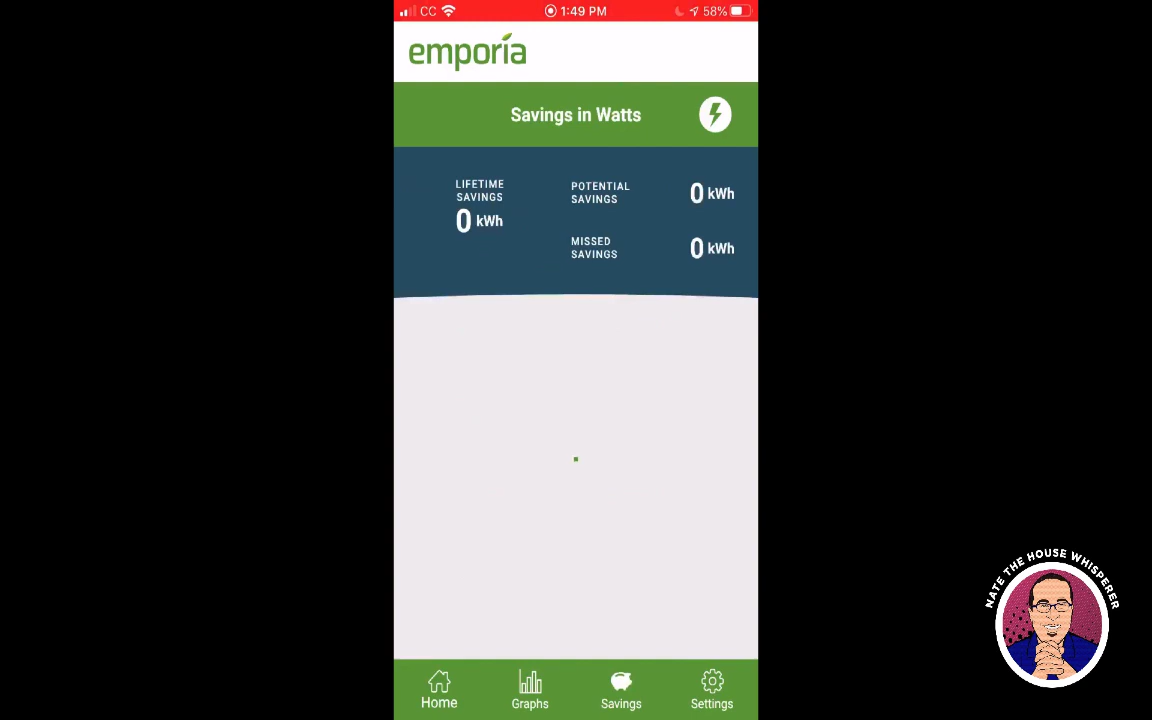 CC
1:49 PM
58%
emporia
Savings in Watts
LIFETIME
SAVINGS
0 kWh
POTENTIAL
SAVINGS
0 kWh
MISSED
SAVINGS
0 kWh
Home
Graphs
Savings
Settings
NATE THE HOUSE WHISPERER